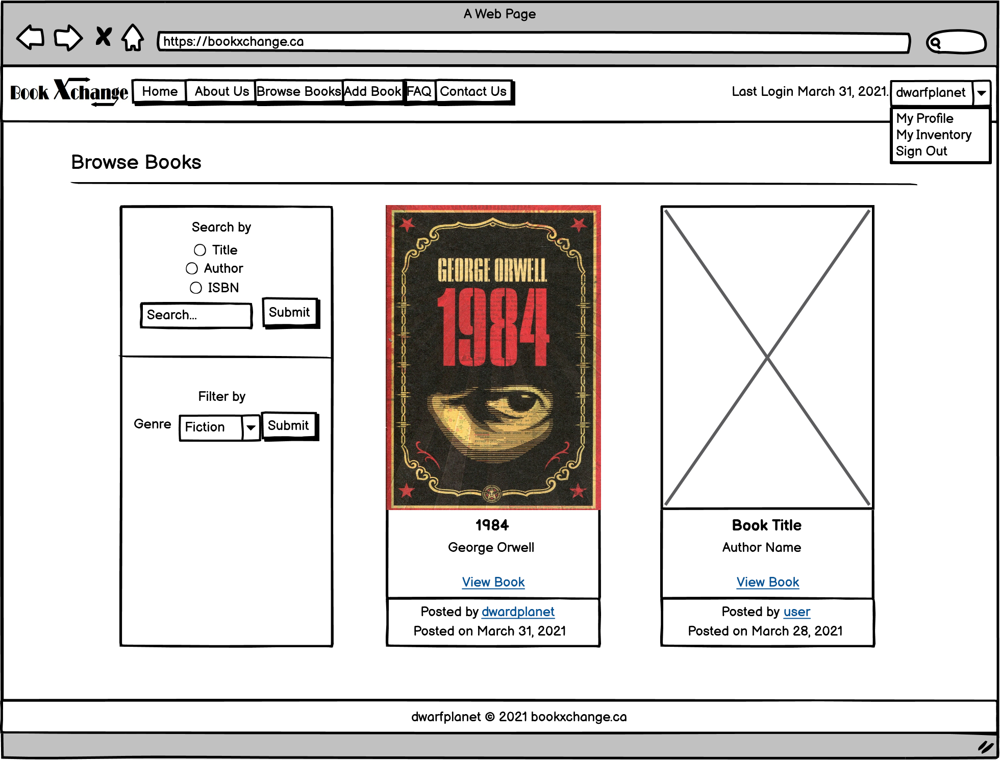 A Web Page
https://bookxchange.ca
Book Xchange
Home About Us Browse Books Add Book FAQ Contact Us
Last Login March 31, 2021. dwarfplanet
My Profile
My Inventory
Sign Out
Browse Books
Search by
Title
Author
ISBN
Search... Submit
Filter by
Genre Fiction Submit
GEORGE ORWELL
1984
1984
George Orwell
View Book
Posted by dwardplanet
Posted on March 31, 2021
Book Title
Author Name
View Book
Posted by user
Posted on March 28, 2021
dwarfplanet © 2021 bookxchange.ca